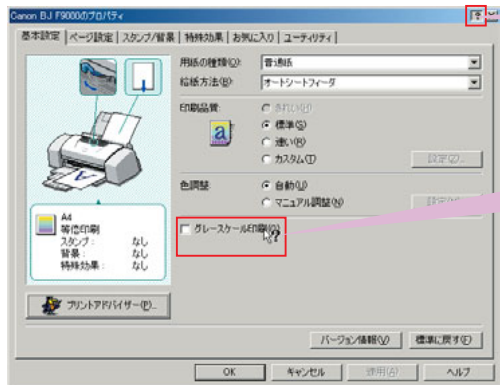 Canon BJ F9000のプロパティ
基本設定 ページ設定 スタンプ/背景 特殊効果 お気に入り ユーティリティ
用紙の種類(Q): 普通紙
給紙方法(B): オートシートフィーダ
印刷品質: きれい(H)
標準(S)
速い(R)
カスタム(T) 設定(Z)...
色調整: 自動(U)
マニュアル調整(N)
A4
等倍印刷
スタンプ: なし
背景: なし
特殊効果: なし
グレースケール印刷
プリントアドバイザー(P)...
バージョン情報(V) 標準に戻す(F)
OK キャンセル 適用(A) ヘルプ